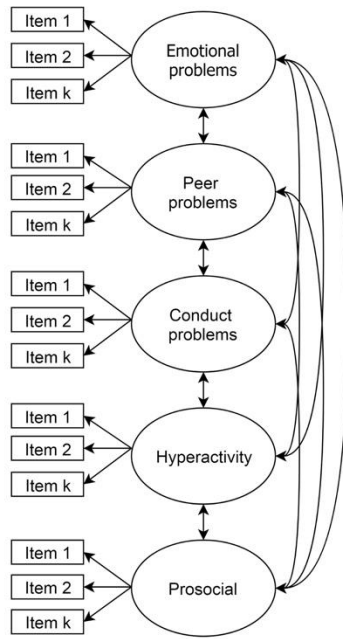 Item 1
Item 2
Item k
Emotional
problems
Item 1
Item 2
Item k
Peer
problems
Item 1
Item 2
Item k
Conduct
problems
Item 1
Item 2
Item k
Hyperactivity
Item 1
Item 2
Item k
Prosocial